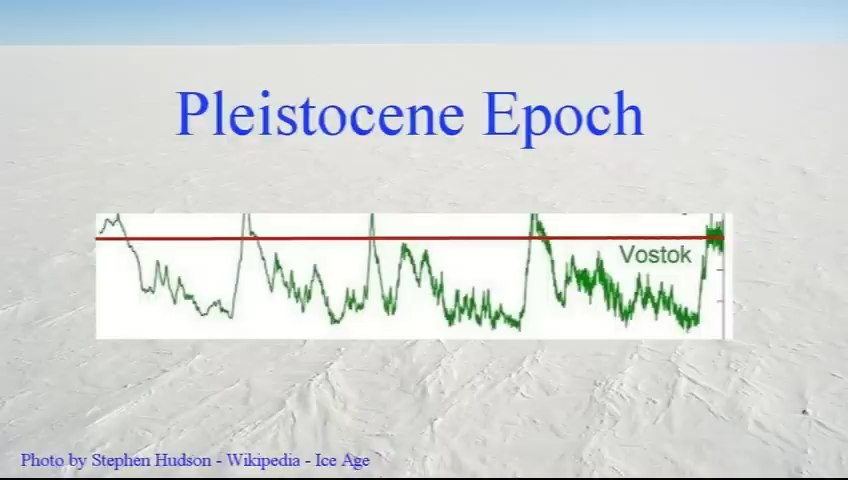 Pleistocene Epoch
Vostok
Photo by Stephen Hudson - Wikipedia - Ice Age